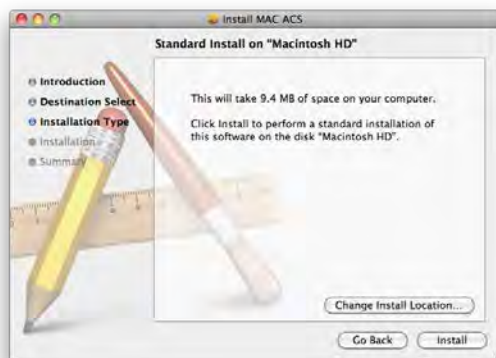 Install MAC ACS
Standard Install on "Macintosh HD"
Introduction
Destination Select
Installation Type
Installation
Summary
This will take 9.4 MB of space on your computer.
Click Install to perform a standard installation of
this software on the disk "Macintosh HD".
Change Install Location...
Go Back
Install